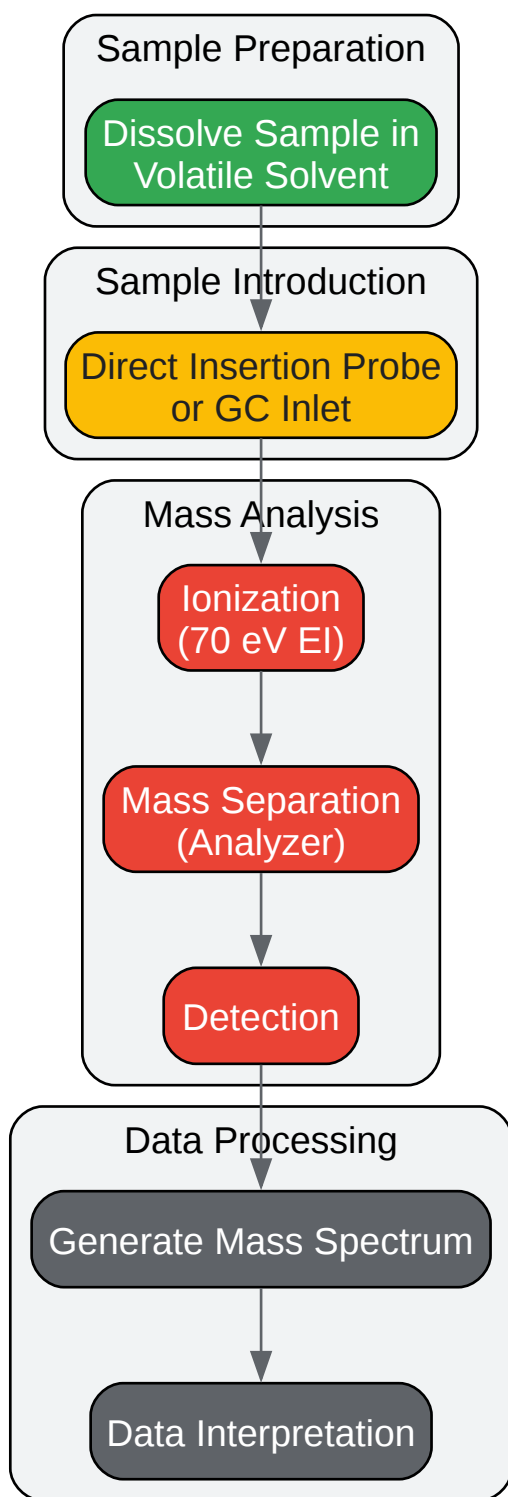 Sample Preparation
Dissolve Sample in
Volatile Solvent
Sample Introduction
Direct Insertion Probe
or GC Inlet
Mass Analysis
Ionization
(70 eV EI)
Mass Separation
(Analyzer)
Detection
Data Processing
Generate Mass Spectrum
Data Interpretation